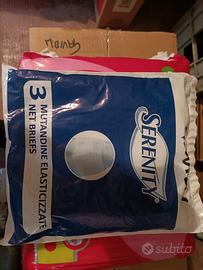 3 MUTANDINE ELASTICIZZATE
NET BRIEFS
SERENITY
subito